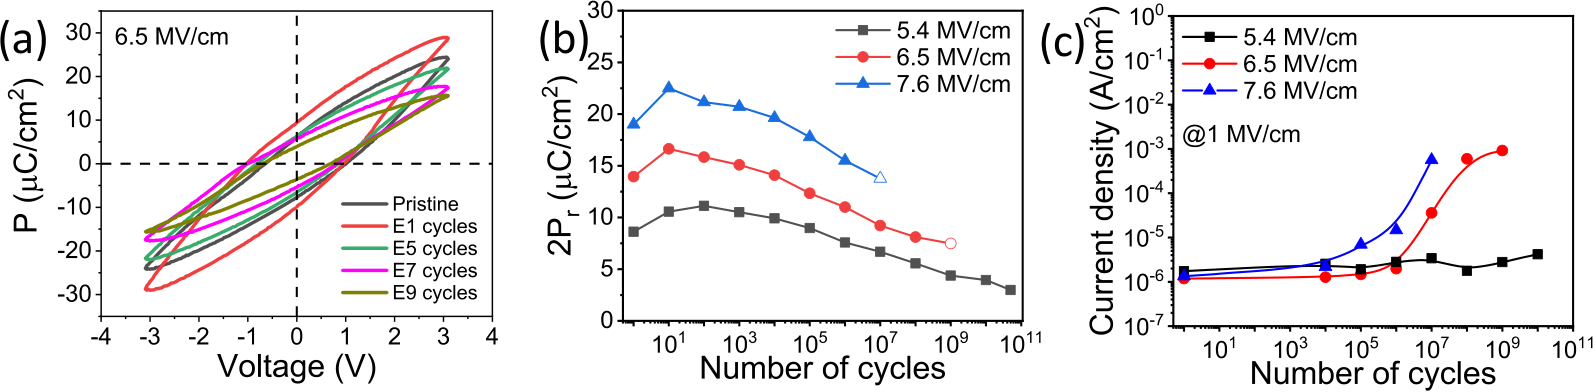 (a)
6.5 MV/cm
P (μC/cm²)
30
20
10
0
-10
-20
-30
Pristine
E1 cycles
E5 cycles
E7 cycles
E9 cycles
-4 -3 -2 -1 0 1 2 3 4
Voltage (V)
(b)
2Pr (μC/cm²)
30
25
20
15
10
5
0
5.4 MV/cm
6.5 MV/cm
7.6 MV/cm
10¹ 10³ 10⁵ 10⁷ 10⁹ 10¹¹
Number of cycles
(c)
Current density (A/cm²)
10⁰
10⁻¹
10⁻²
10⁻³
10⁻⁴
10⁻⁵
10⁻⁶
10⁻⁷
5.4 MV/cm
6.5 MV/cm
7.6 MV/cm
@1 MV/cm
10¹ 10³ 10⁵ 10⁷ 10⁹ 10¹¹
Number of cycles